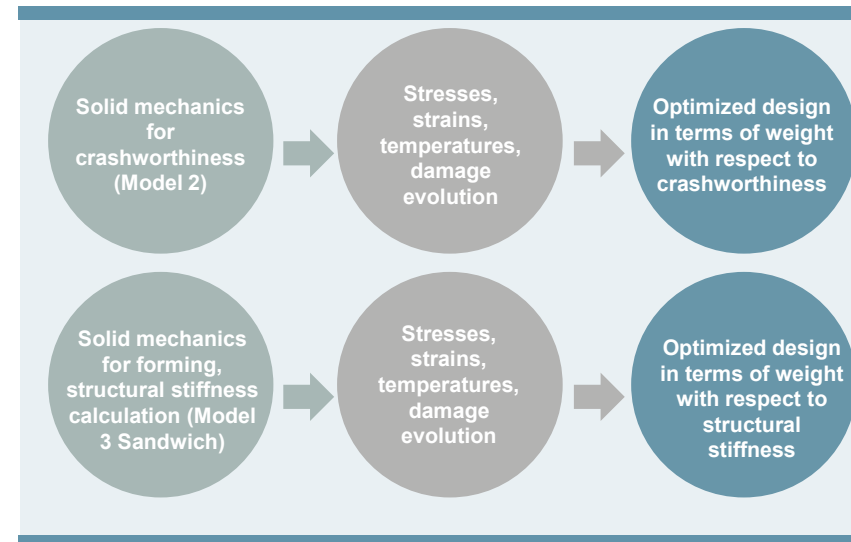 Solid mechanics
for
crashworthiness
(Model 2)
Stresses,
strains,
temperatures,
damage
evolution
Optimized design
in terms of weight
with respect to
crashworthiness
Solid mechanics
for forming,
structural stiffness
calculation (Model
3 Sandwich)
Stresses,
strains,
temperatures,
damage
evolution
Optimized design
in terms of weight
with respect to
structural
stiffness